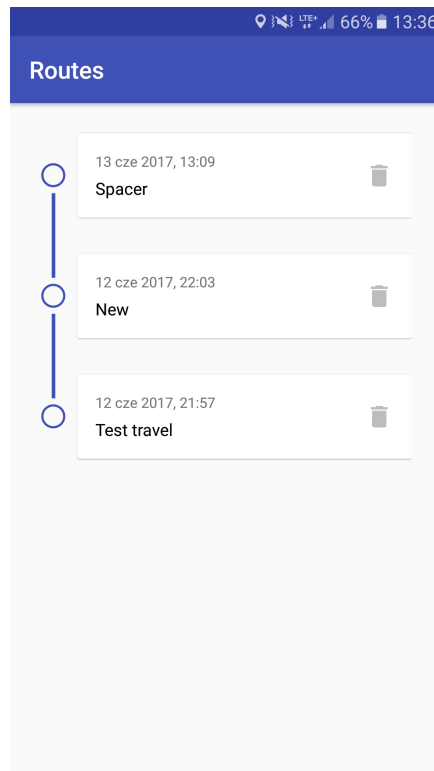 LTE+ 66% 13:36
Routes
13 cze 2017, 13:09
Spacer
12 cze 2017, 22:03
New
12 cze 2017, 21:57
Test travel